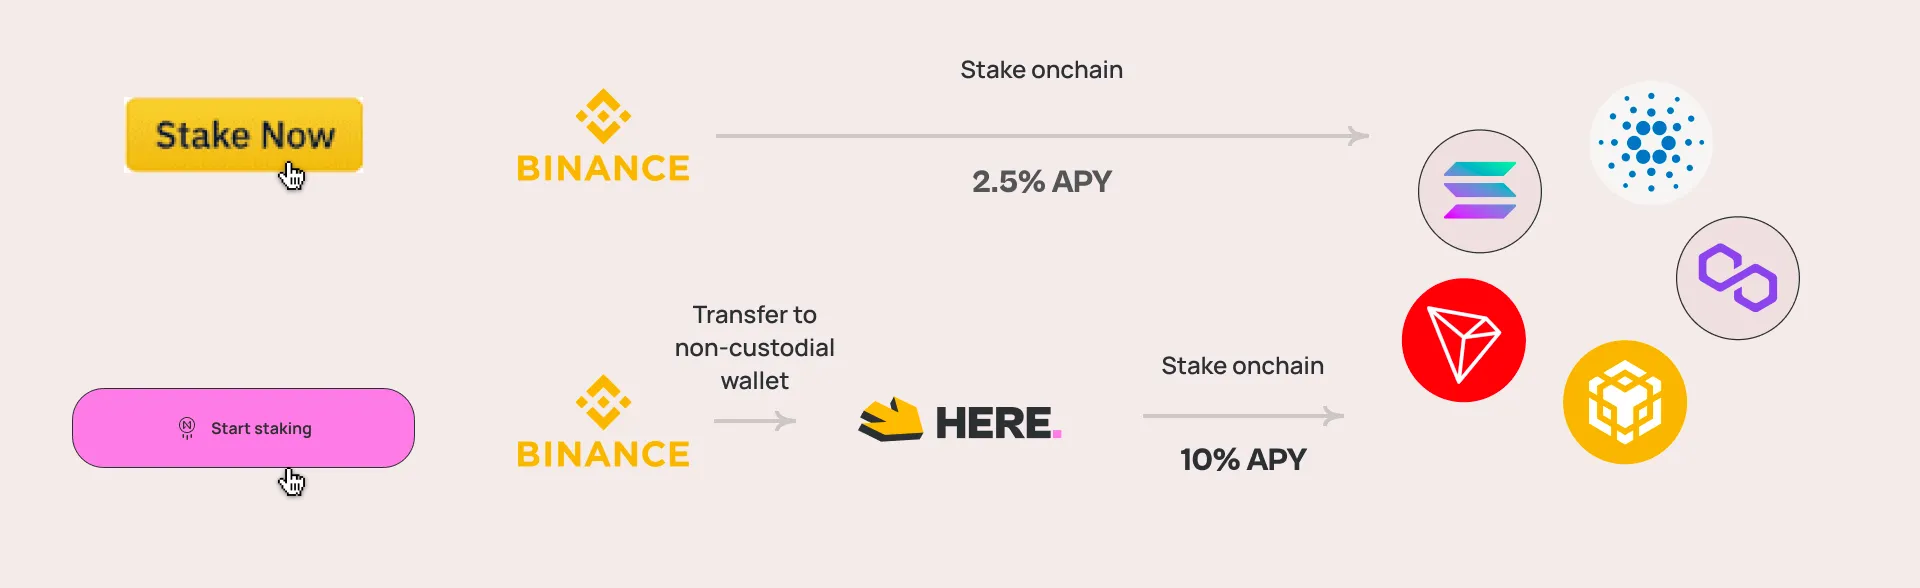 Stake onchain
Stake Now
BINANCE
2.5% APY
Transfer to
non-custodial
wallet
Stake onchain
Start staking
BINANCE
HERE.
10% APY